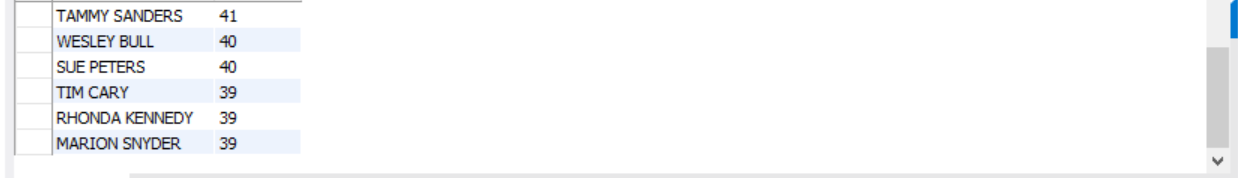 TAMMY SANDERS 41
WESLEY BULL 40
SUE PETERS 40
TIM CARY 39
RHONDA KENNEDY 39
MARION SNYDER 39